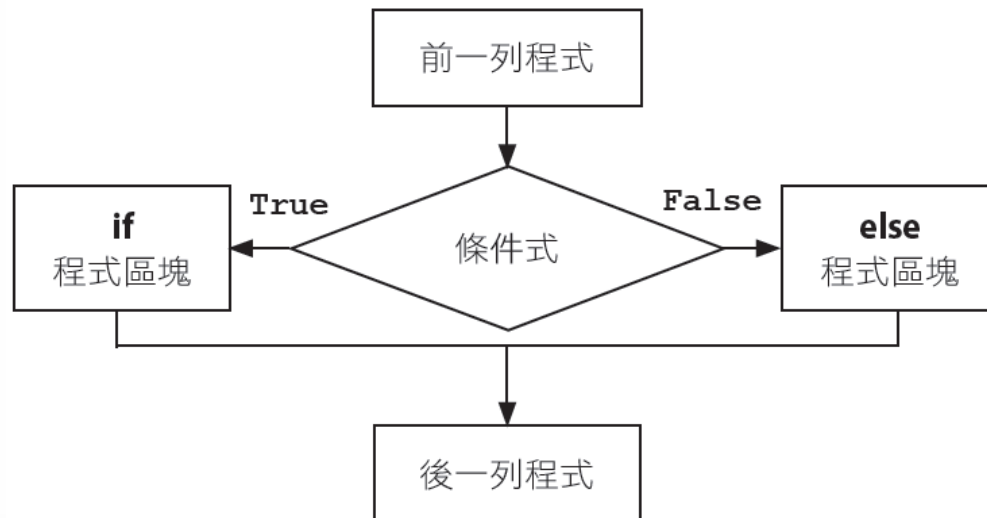 前一列程式
True
False
if
程式區塊
條件式
else
程式區塊
後一列程式